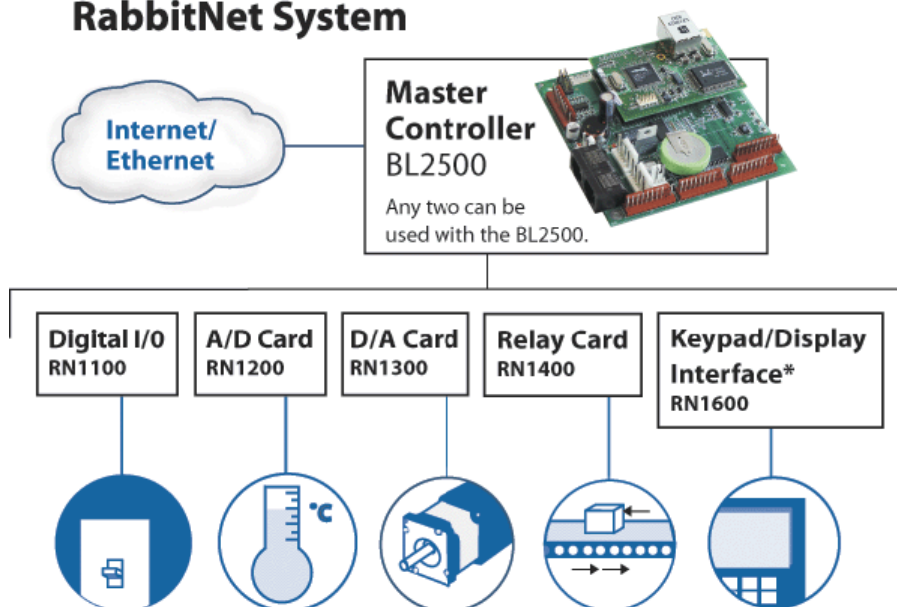 RabbitNet System
Internet/
Ethernet
Master
Controller
BL2500
Any two can be
used with the BL2500.
Digital I/0
RN1100
A/D Card
RN1200
D/A Card
RN1300
Relay Card
RN1400
Keypad/Display
Interface*
RN1600
°C